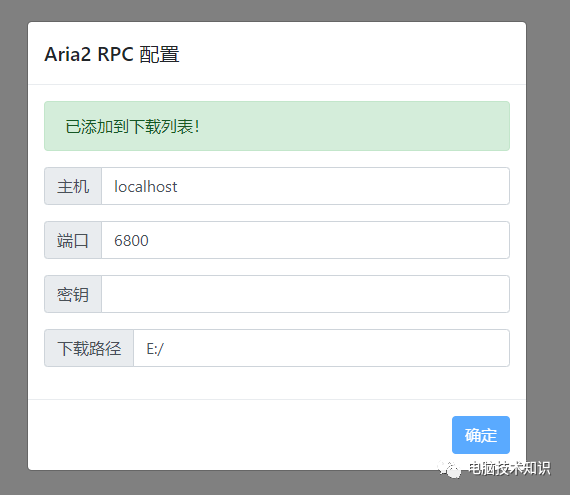 Aria2 RPC 配置
已添加到下载列表！
主机 localhost
端口 6800
密钥
下载路径 E:/
确定
电脑技术知识